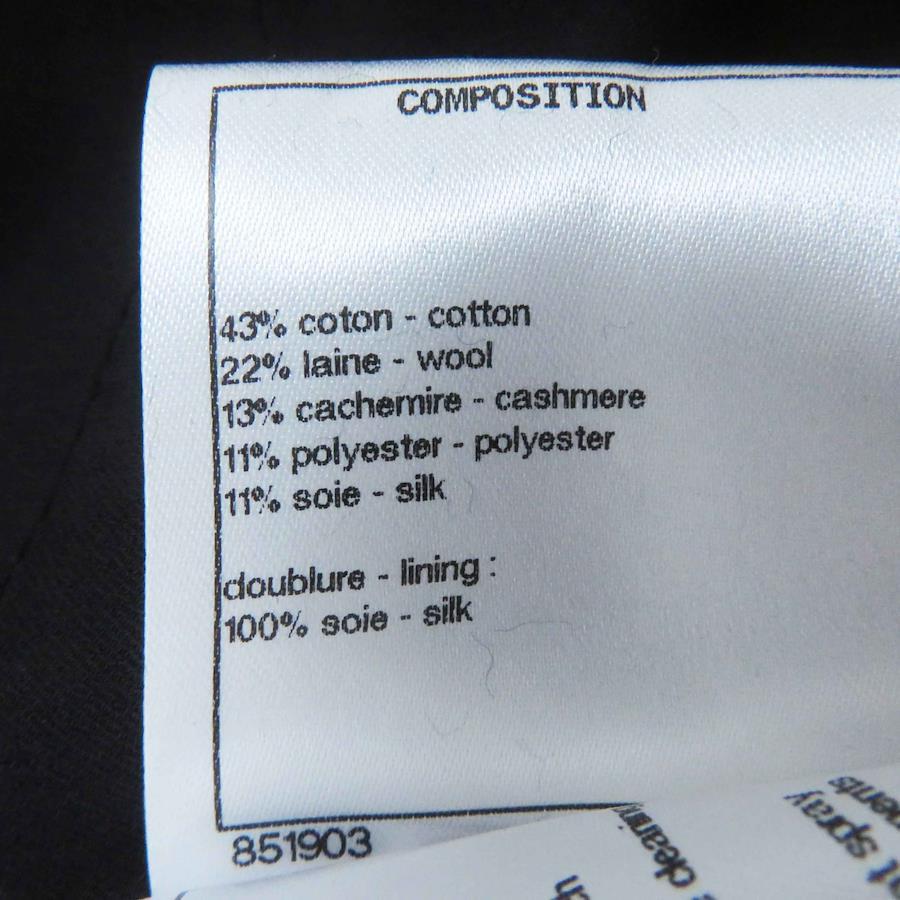 COMPOSITION
43% coton - cotton
22% laine - wool
13% cachemire - cashmere
11% polyester - polyester
11% soie - silk
doublure - lining :
100% soie - silk
851903
spray